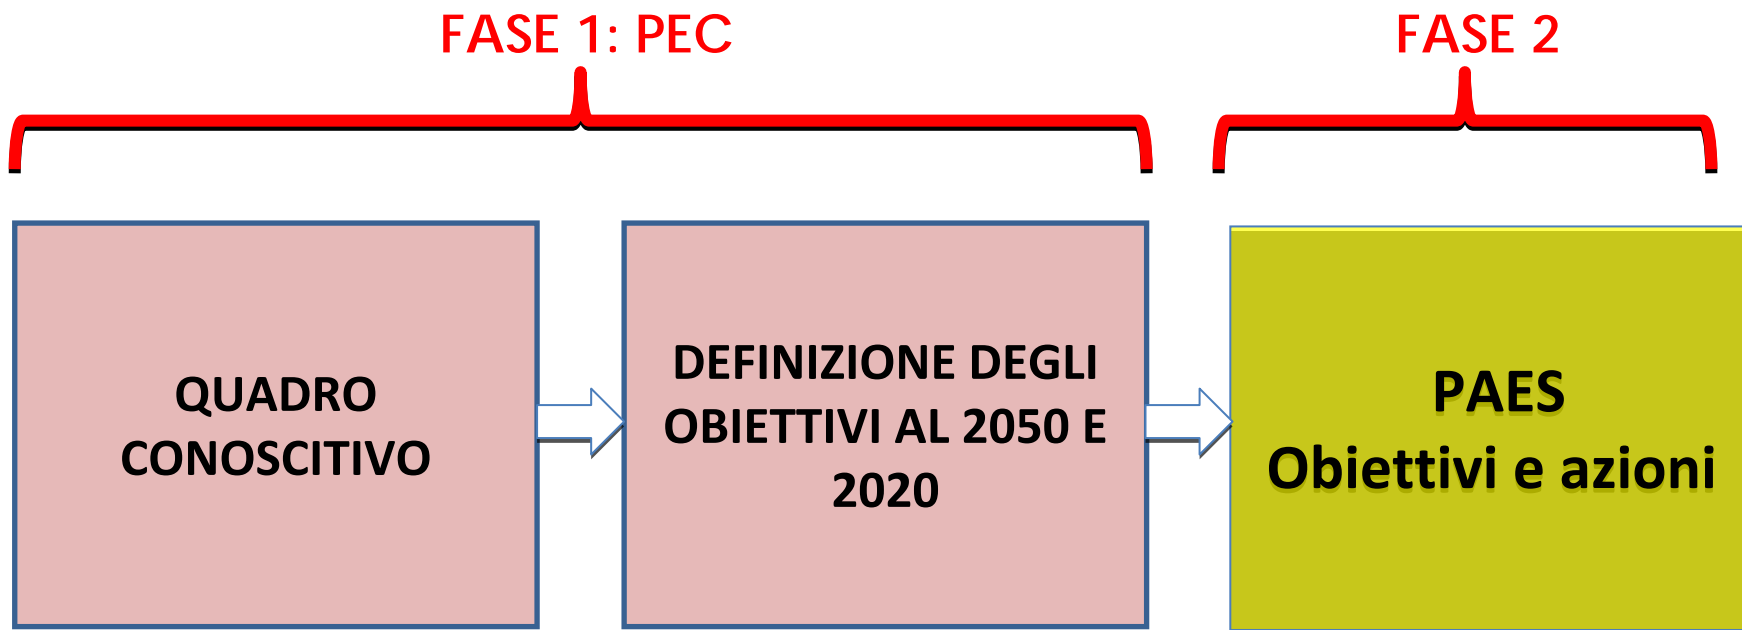 FASE 1: PEC
FASE 2
QUADRO
CONOSCITIVO
DEFINIZIONE DEGLI
OBIETTIVI AL 2050 E
2020
PAES
Obiettivi e azioni